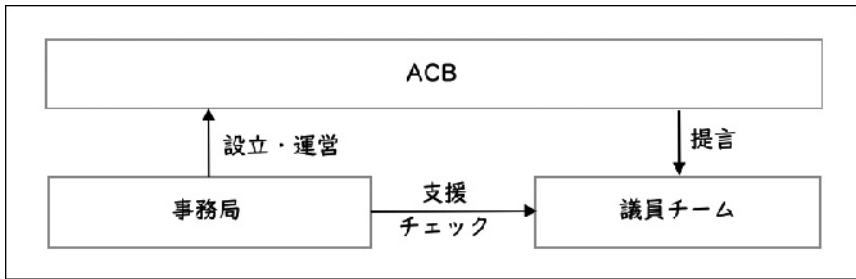 ACB
設立・運営
提言
事務局
支援
チェック
議員チーム